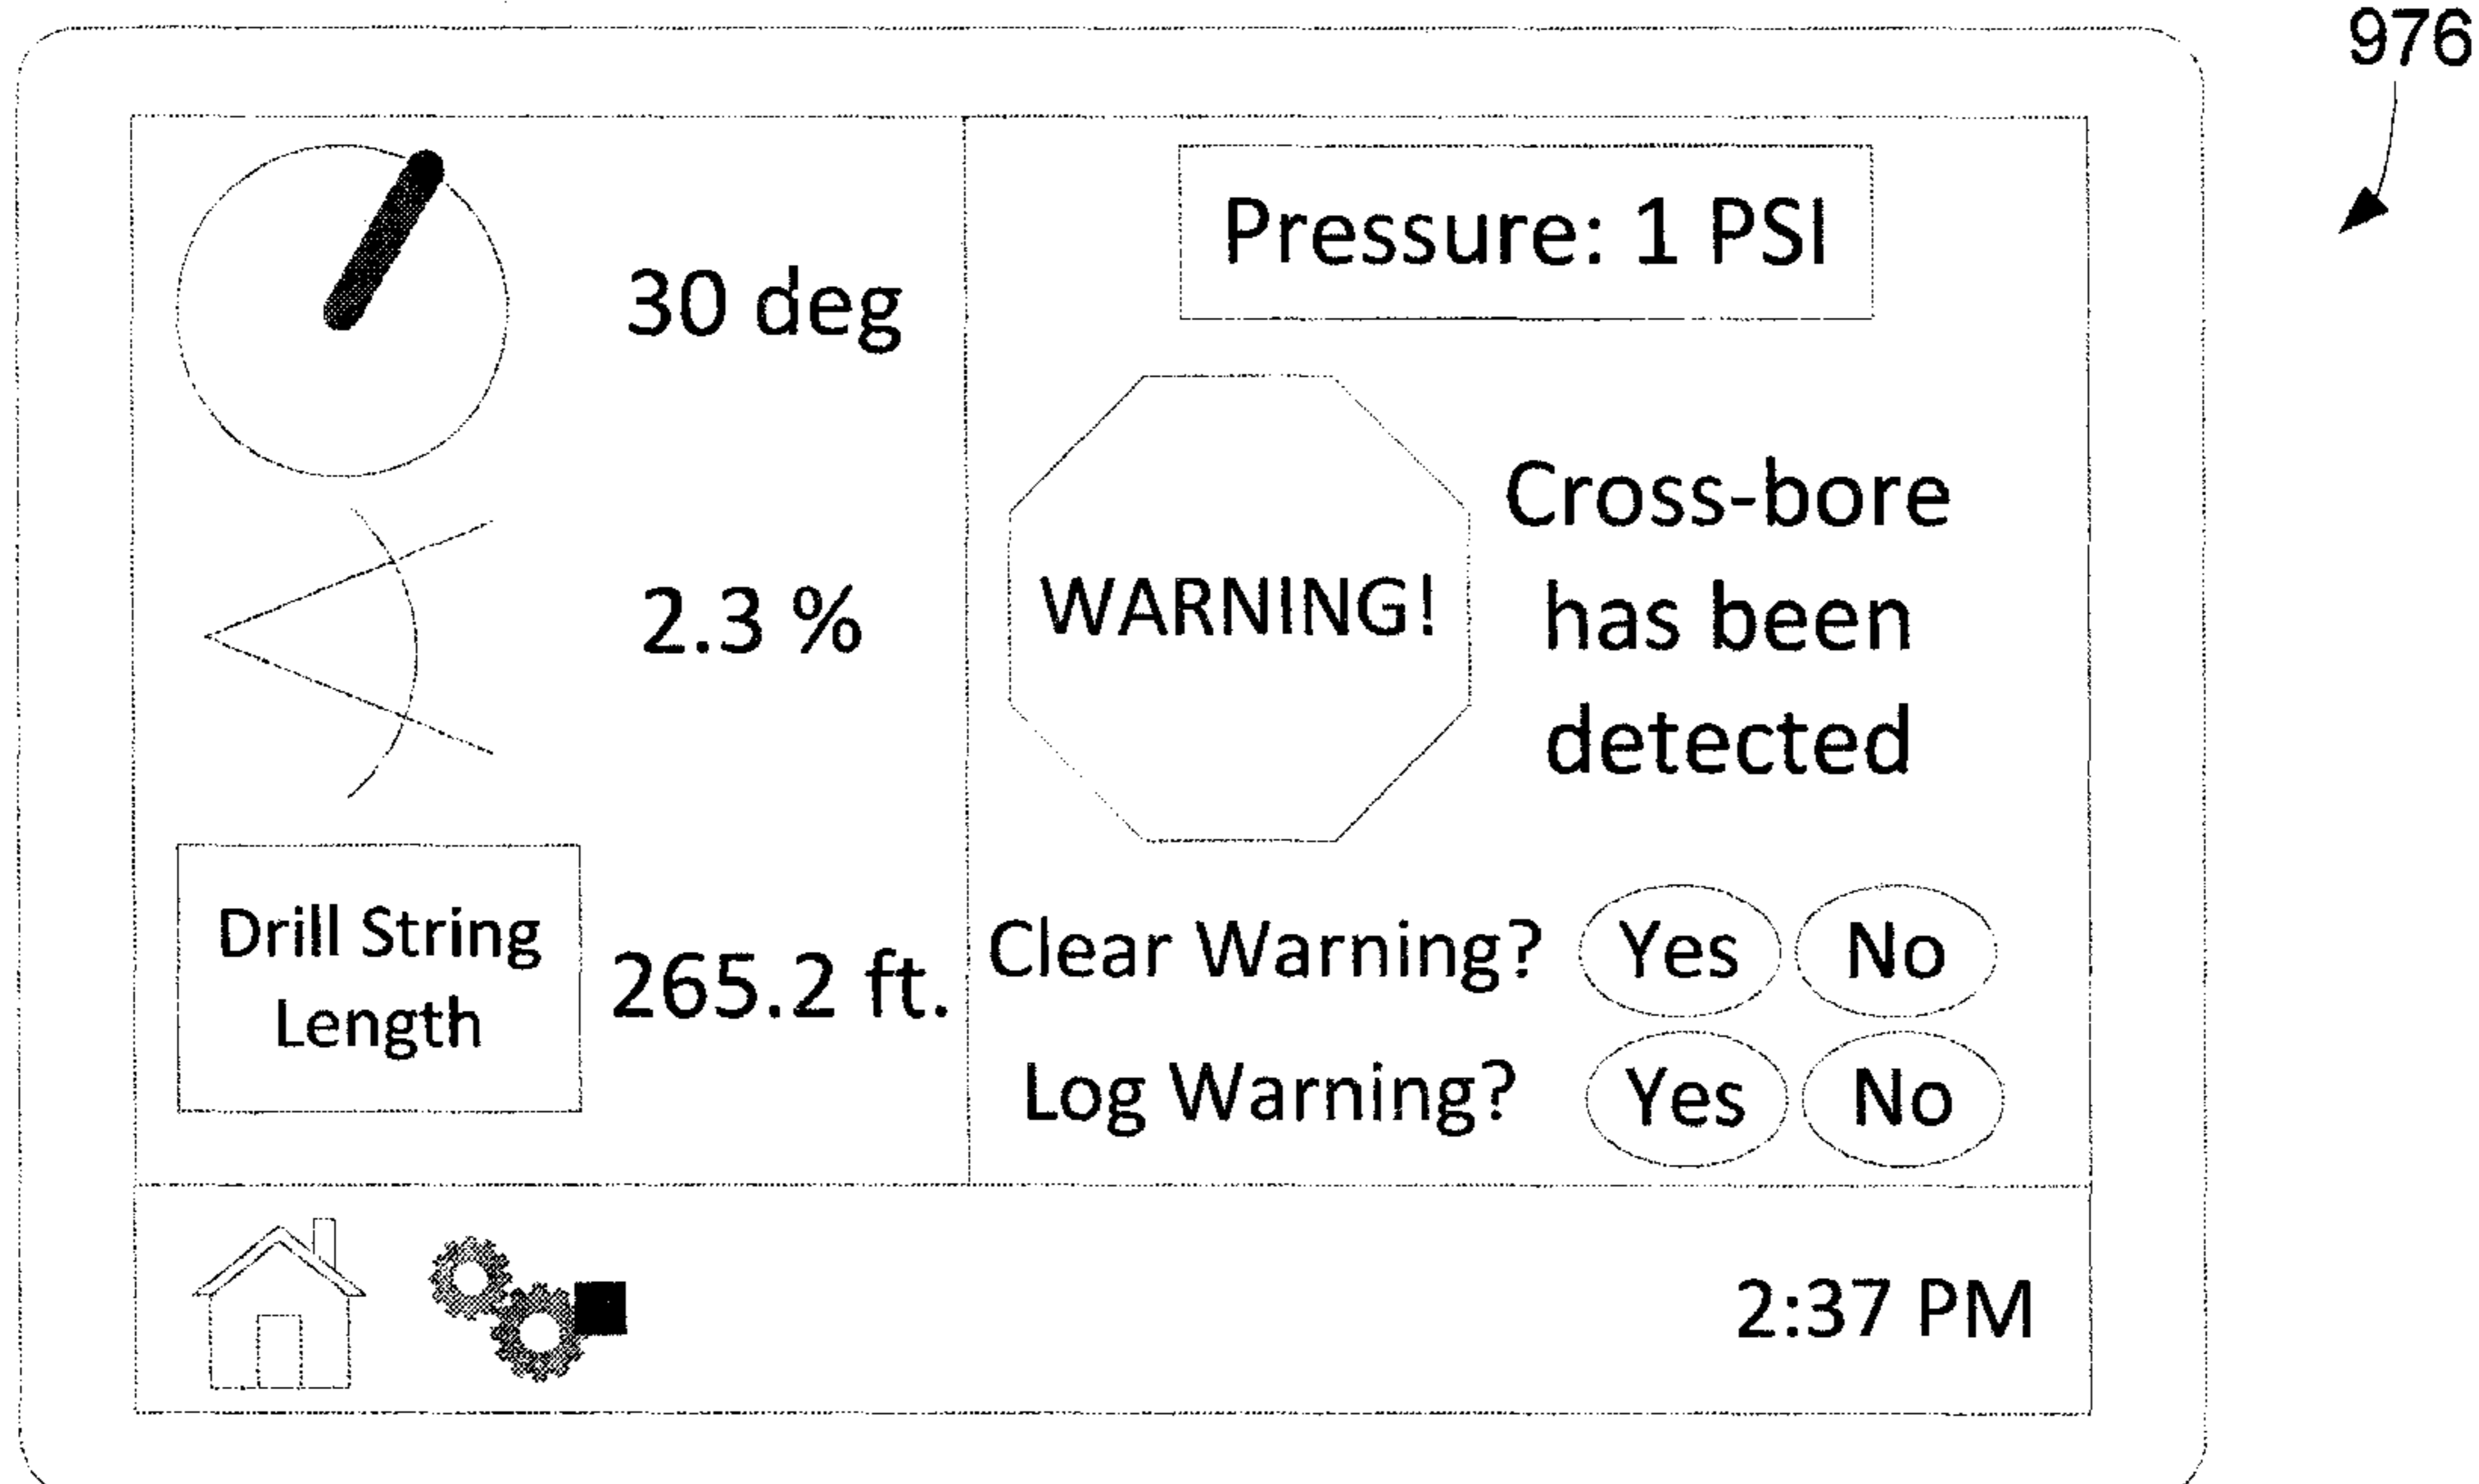 976
30 deg
2.3 %
Drill String
Length
265.2 ft.
Pressure: 1 PSI
WARNING!
Cross-bore
has been
detected
Clear Warning? Yes No
Log Warning? Yes No
2:37 PM